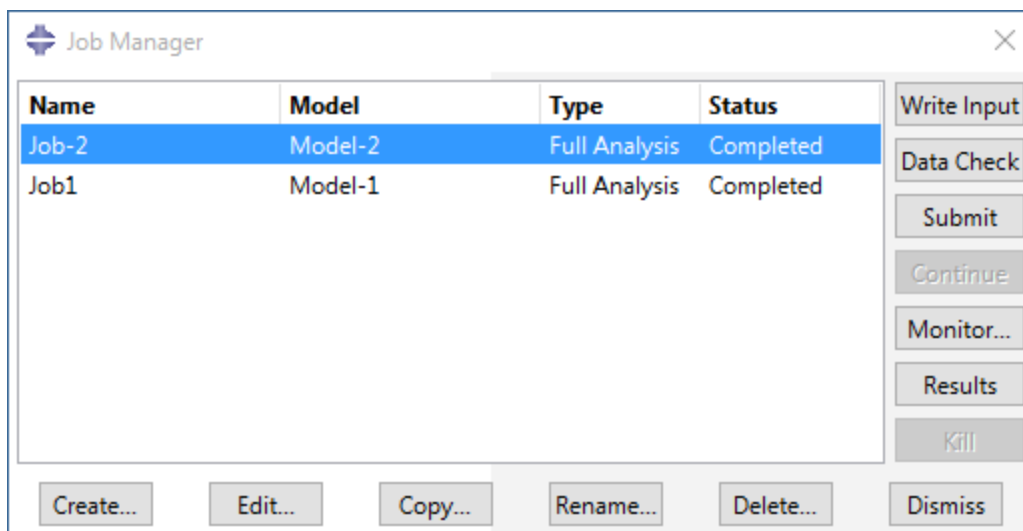 Job Manager
Name Model Type Status
Job-2 Model-2 Full Analysis Completed
Job1 Model-1 Full Analysis Completed
Write Input
Data Check
Submit
Continue
Monitor...
Results
Kill
Create... Edit... Copy... Rename... Delete... Dismiss